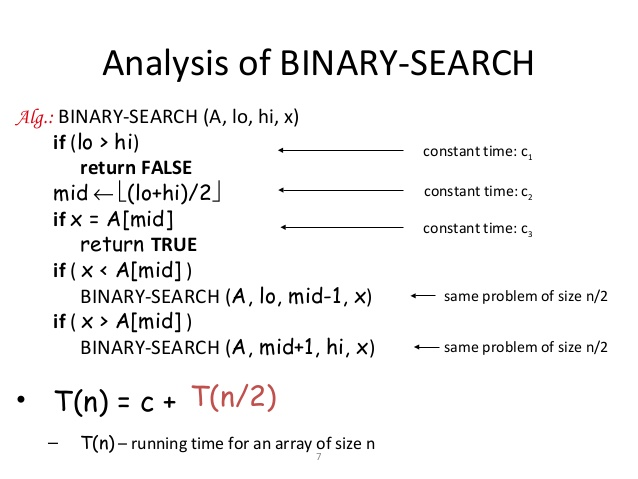 Analysis of BINARY-SEARCH
Alg.: BINARY-SEARCH (A, lo, hi, x)
if (lo > hi)
constant time: c₁
return FALSE
mid ← ⌊(lo+hi)/2⌋
constant time: c₂
if x = A[mid]
constant time: c₃
return TRUE
if ( x < A[mid] )
BINARY-SEARCH (A, lo, mid-1, x)
same problem of size n/2
if ( x > A[mid] )
BINARY-SEARCH (A, mid+1, hi, x)
same problem of size n/2
• T(n) = c + T(n/2)
– T(n) – running time for an array of size n
7